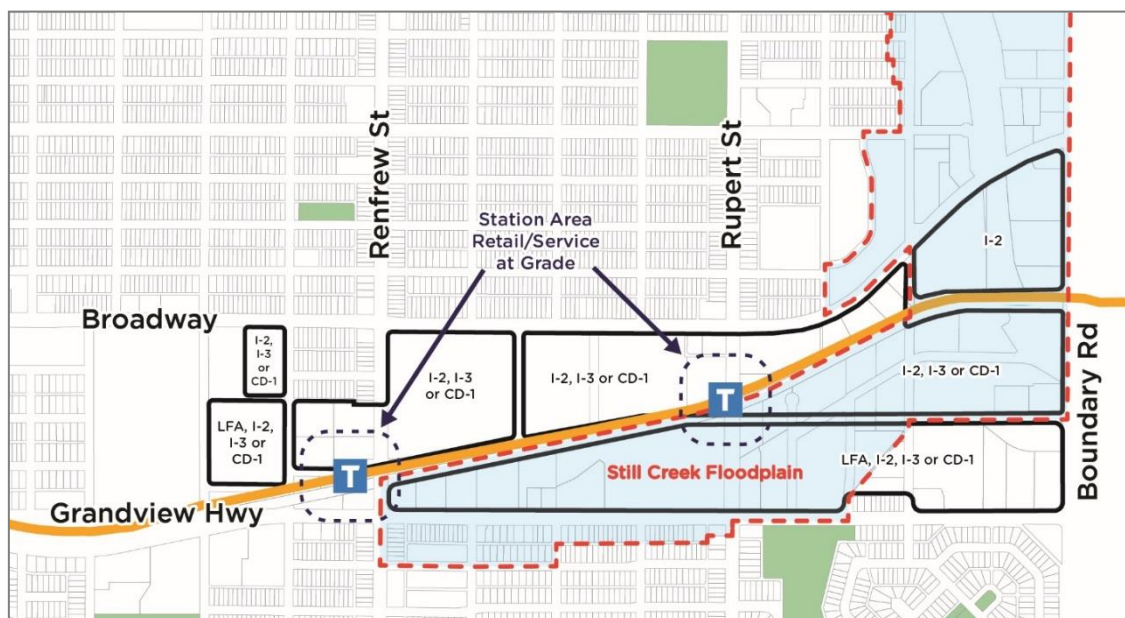 Renfrew St
Rupert St
Station Area
Retail/Service
at Grade
I-2
Broadway
I-2,
I-3
or
CD-1
I-2, I-3
or CD-1
I-2, I-3 or CD-1
I-2, I-3 or CD-1
Boundary Rd
LFA, I-2,
I-3 or
CD-1
T
T
LFA, I-2, I-3 or CD-1
Still Creek Floodplain
Grandview Hwy